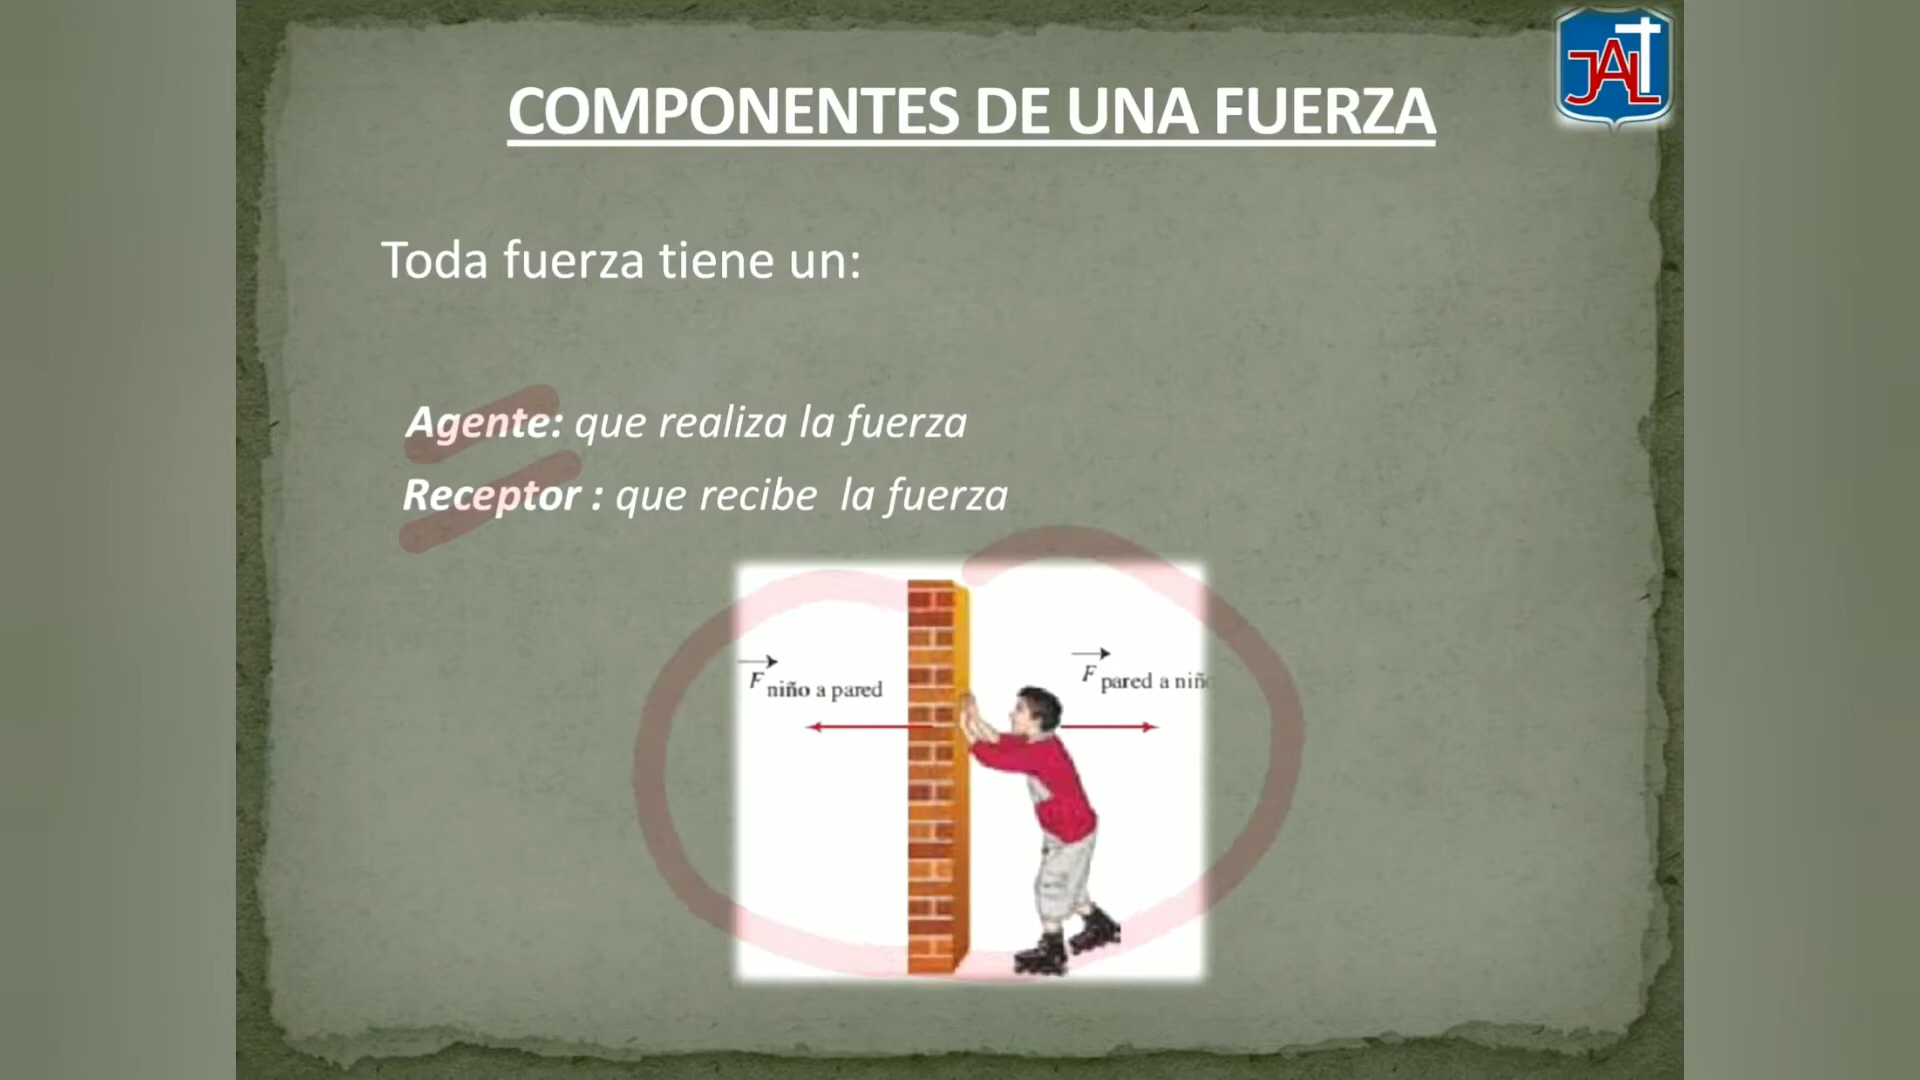 JALT
COMPONENTES DE UNA FUERZA
Toda fuerza tiene un:
Agente: que realiza la fuerza
Receptor : que recibe  la fuerza
F niño a pared
F pared a niñ